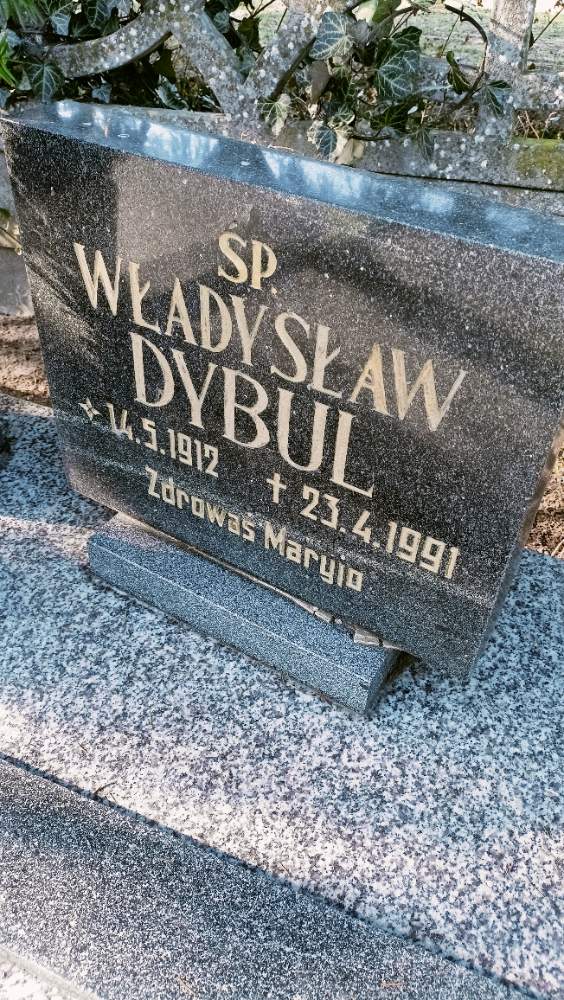 SP.
WŁADYSŁAW
DYBUL
14.5.1912 † 23.4.1991
Zdrowaś Maryjo